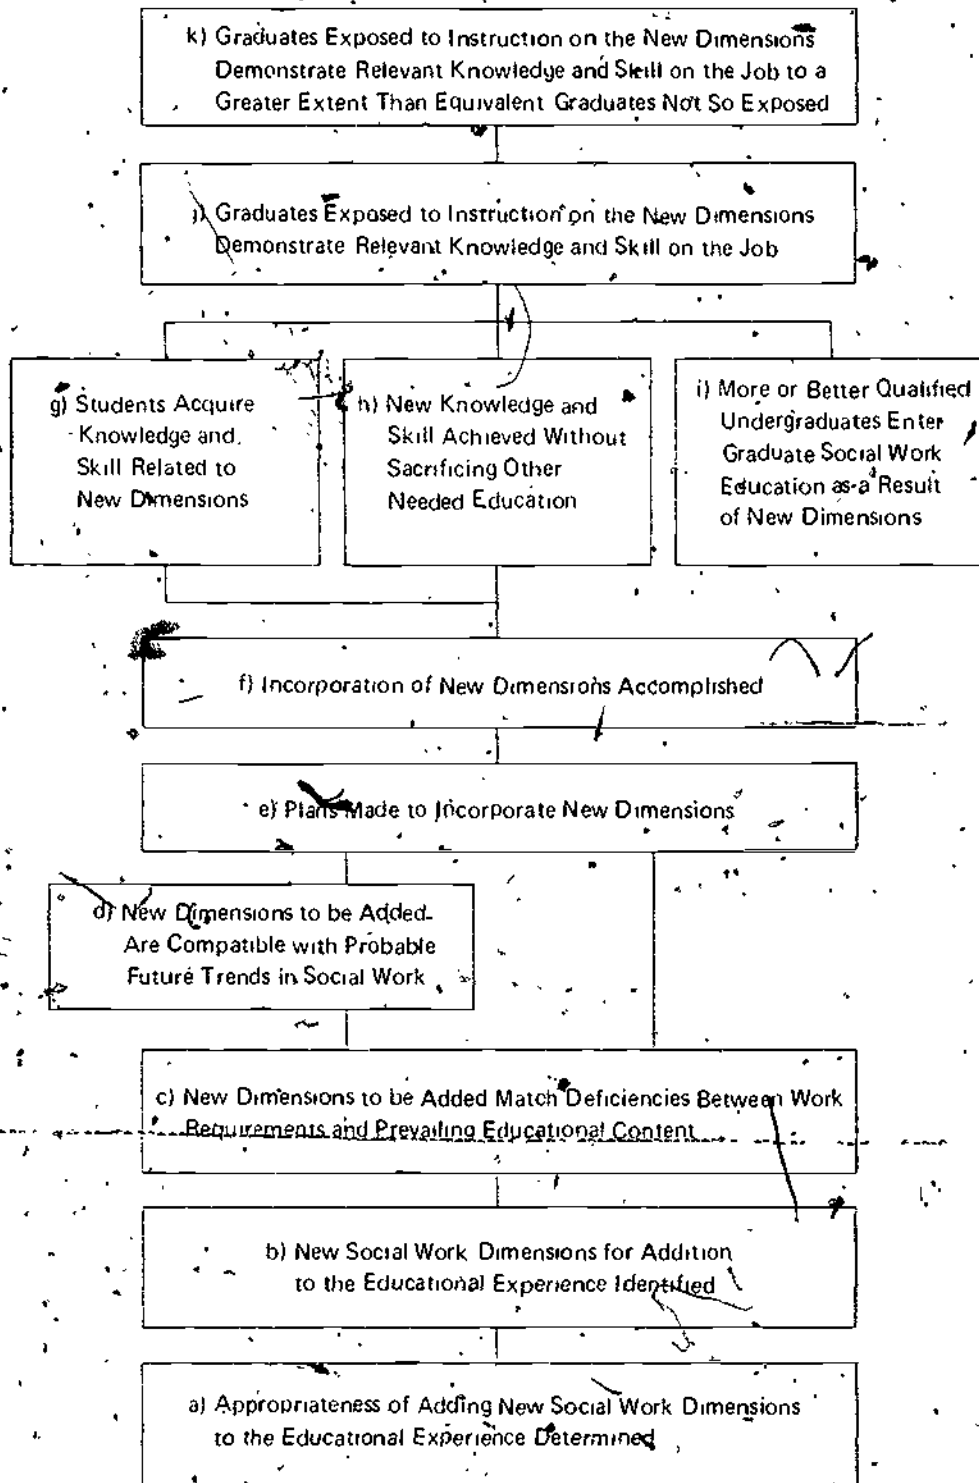 k) Graduates Exposed to Instruction on the New Dimensions
Demonstrate Relevant Knowledge and Skill on the Job to a
Greater Extent Than Equivalent Graduates Not So Exposed
j) Graduates Exposed to Instruction on the New Dimensions
Demonstrate Relevant Knowledge and Skill on the Job
g) Students Acquire
Knowledge and
Skill Related to
New Dimensions
h) New Knowledge and
Skill Achieved Without
Sacrificing Other
Needed Education
i) More or Better Qualified
Undergraduates Enter
Graduate Social Work
Education as a Result
of New Dimensions
f) Incorporation of New Dimensions Accomplished
e) Plans Made to Incorporate New Dimensions
d) New Dimensions to be Added
Are Compatible with Probable
Future Trends in Social Work
c) New Dimensions to be Added Match Deficiencies Between Work
Requirements and Prevailing Educational Content
b) New Social Work Dimensions for Addition
to the Educational Experience Identified
a) Appropriateness of Adding New Social Work Dimensions
to the Educational Experience Determined